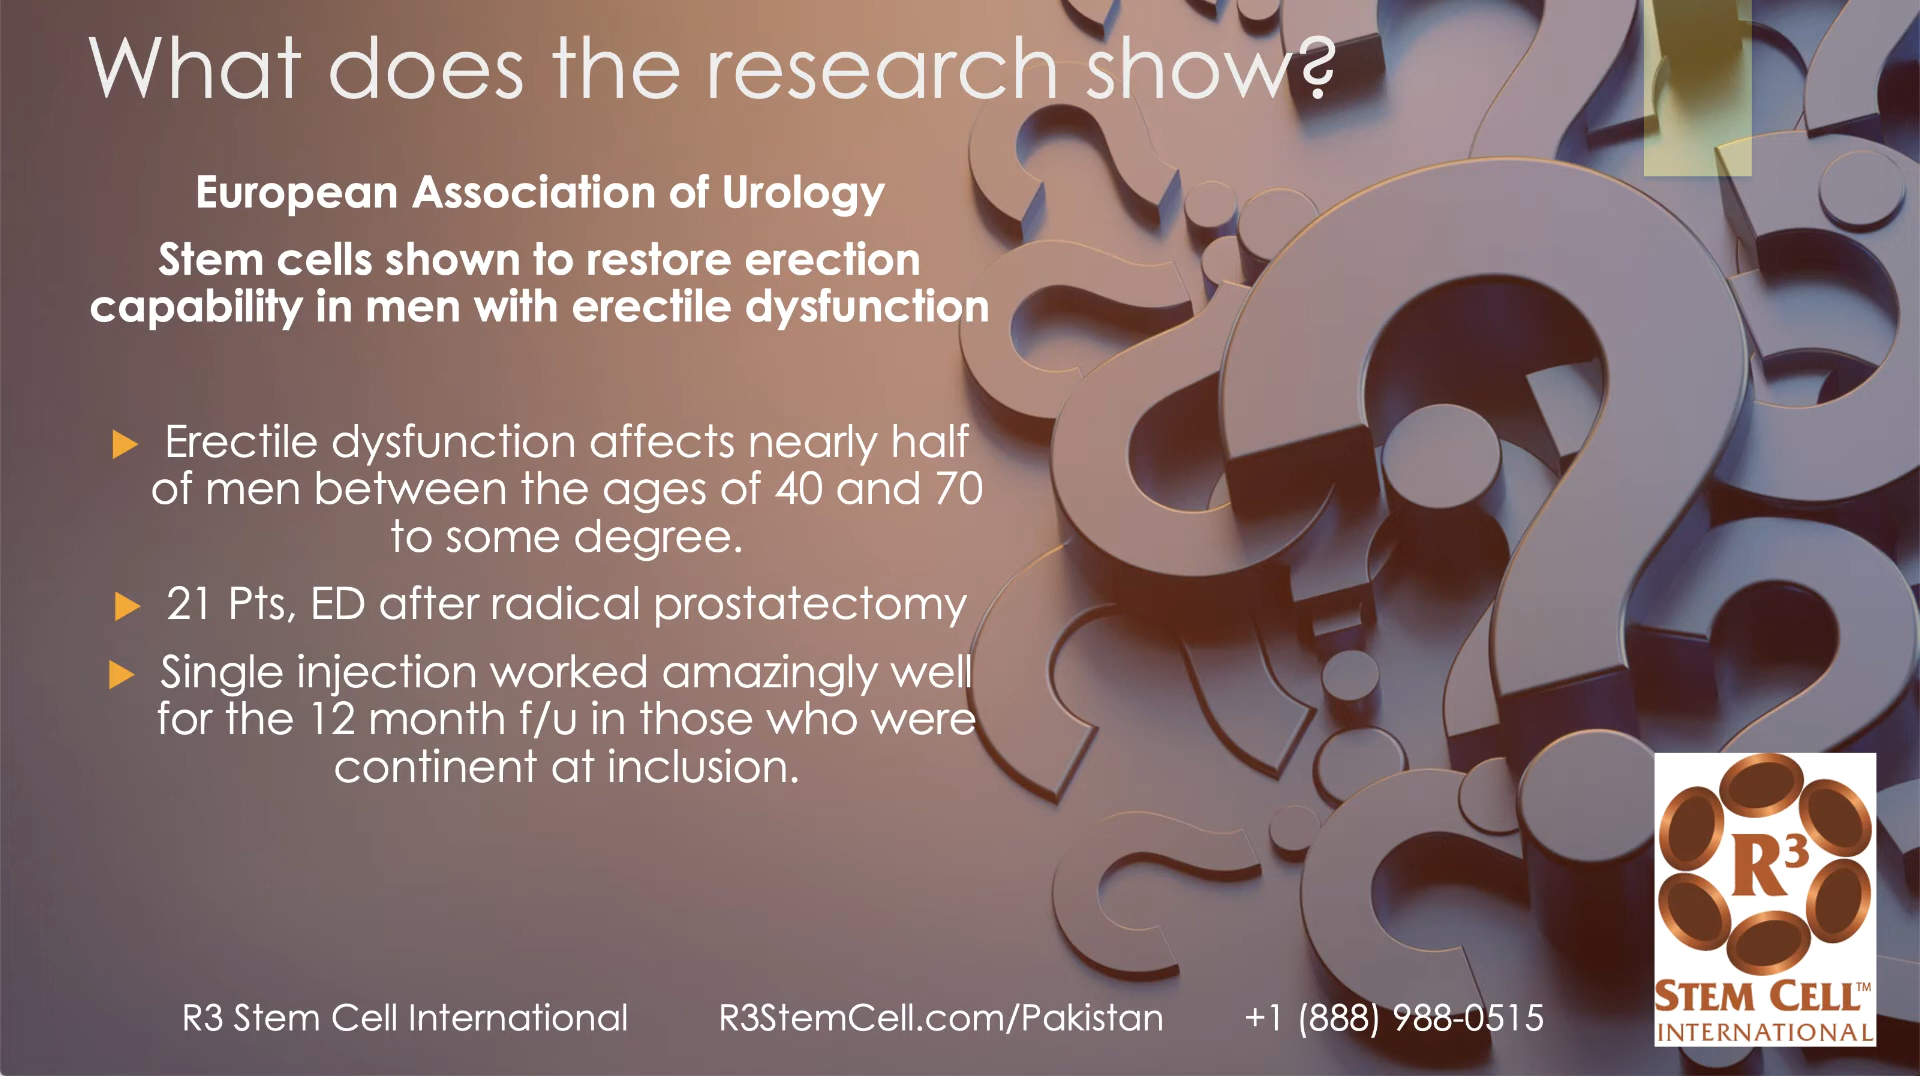 What does the research show?
European Association of Urology
Stem cells shown to restore erection
capability in men with erectile dysfunction
Erectile dysfunction affects nearly half
of men between the ages of 40 and 70
to some degree.
21 Pts, ED after radical prostatectomy
Single injection worked amazingly well
for the 12 month f/u in those who were
continent at inclusion.
R3 Stem Cell International R3StemCell.com/Pakistan +1 (888) 988-0515
R³
STEM CELL™
INTERNATIONAL